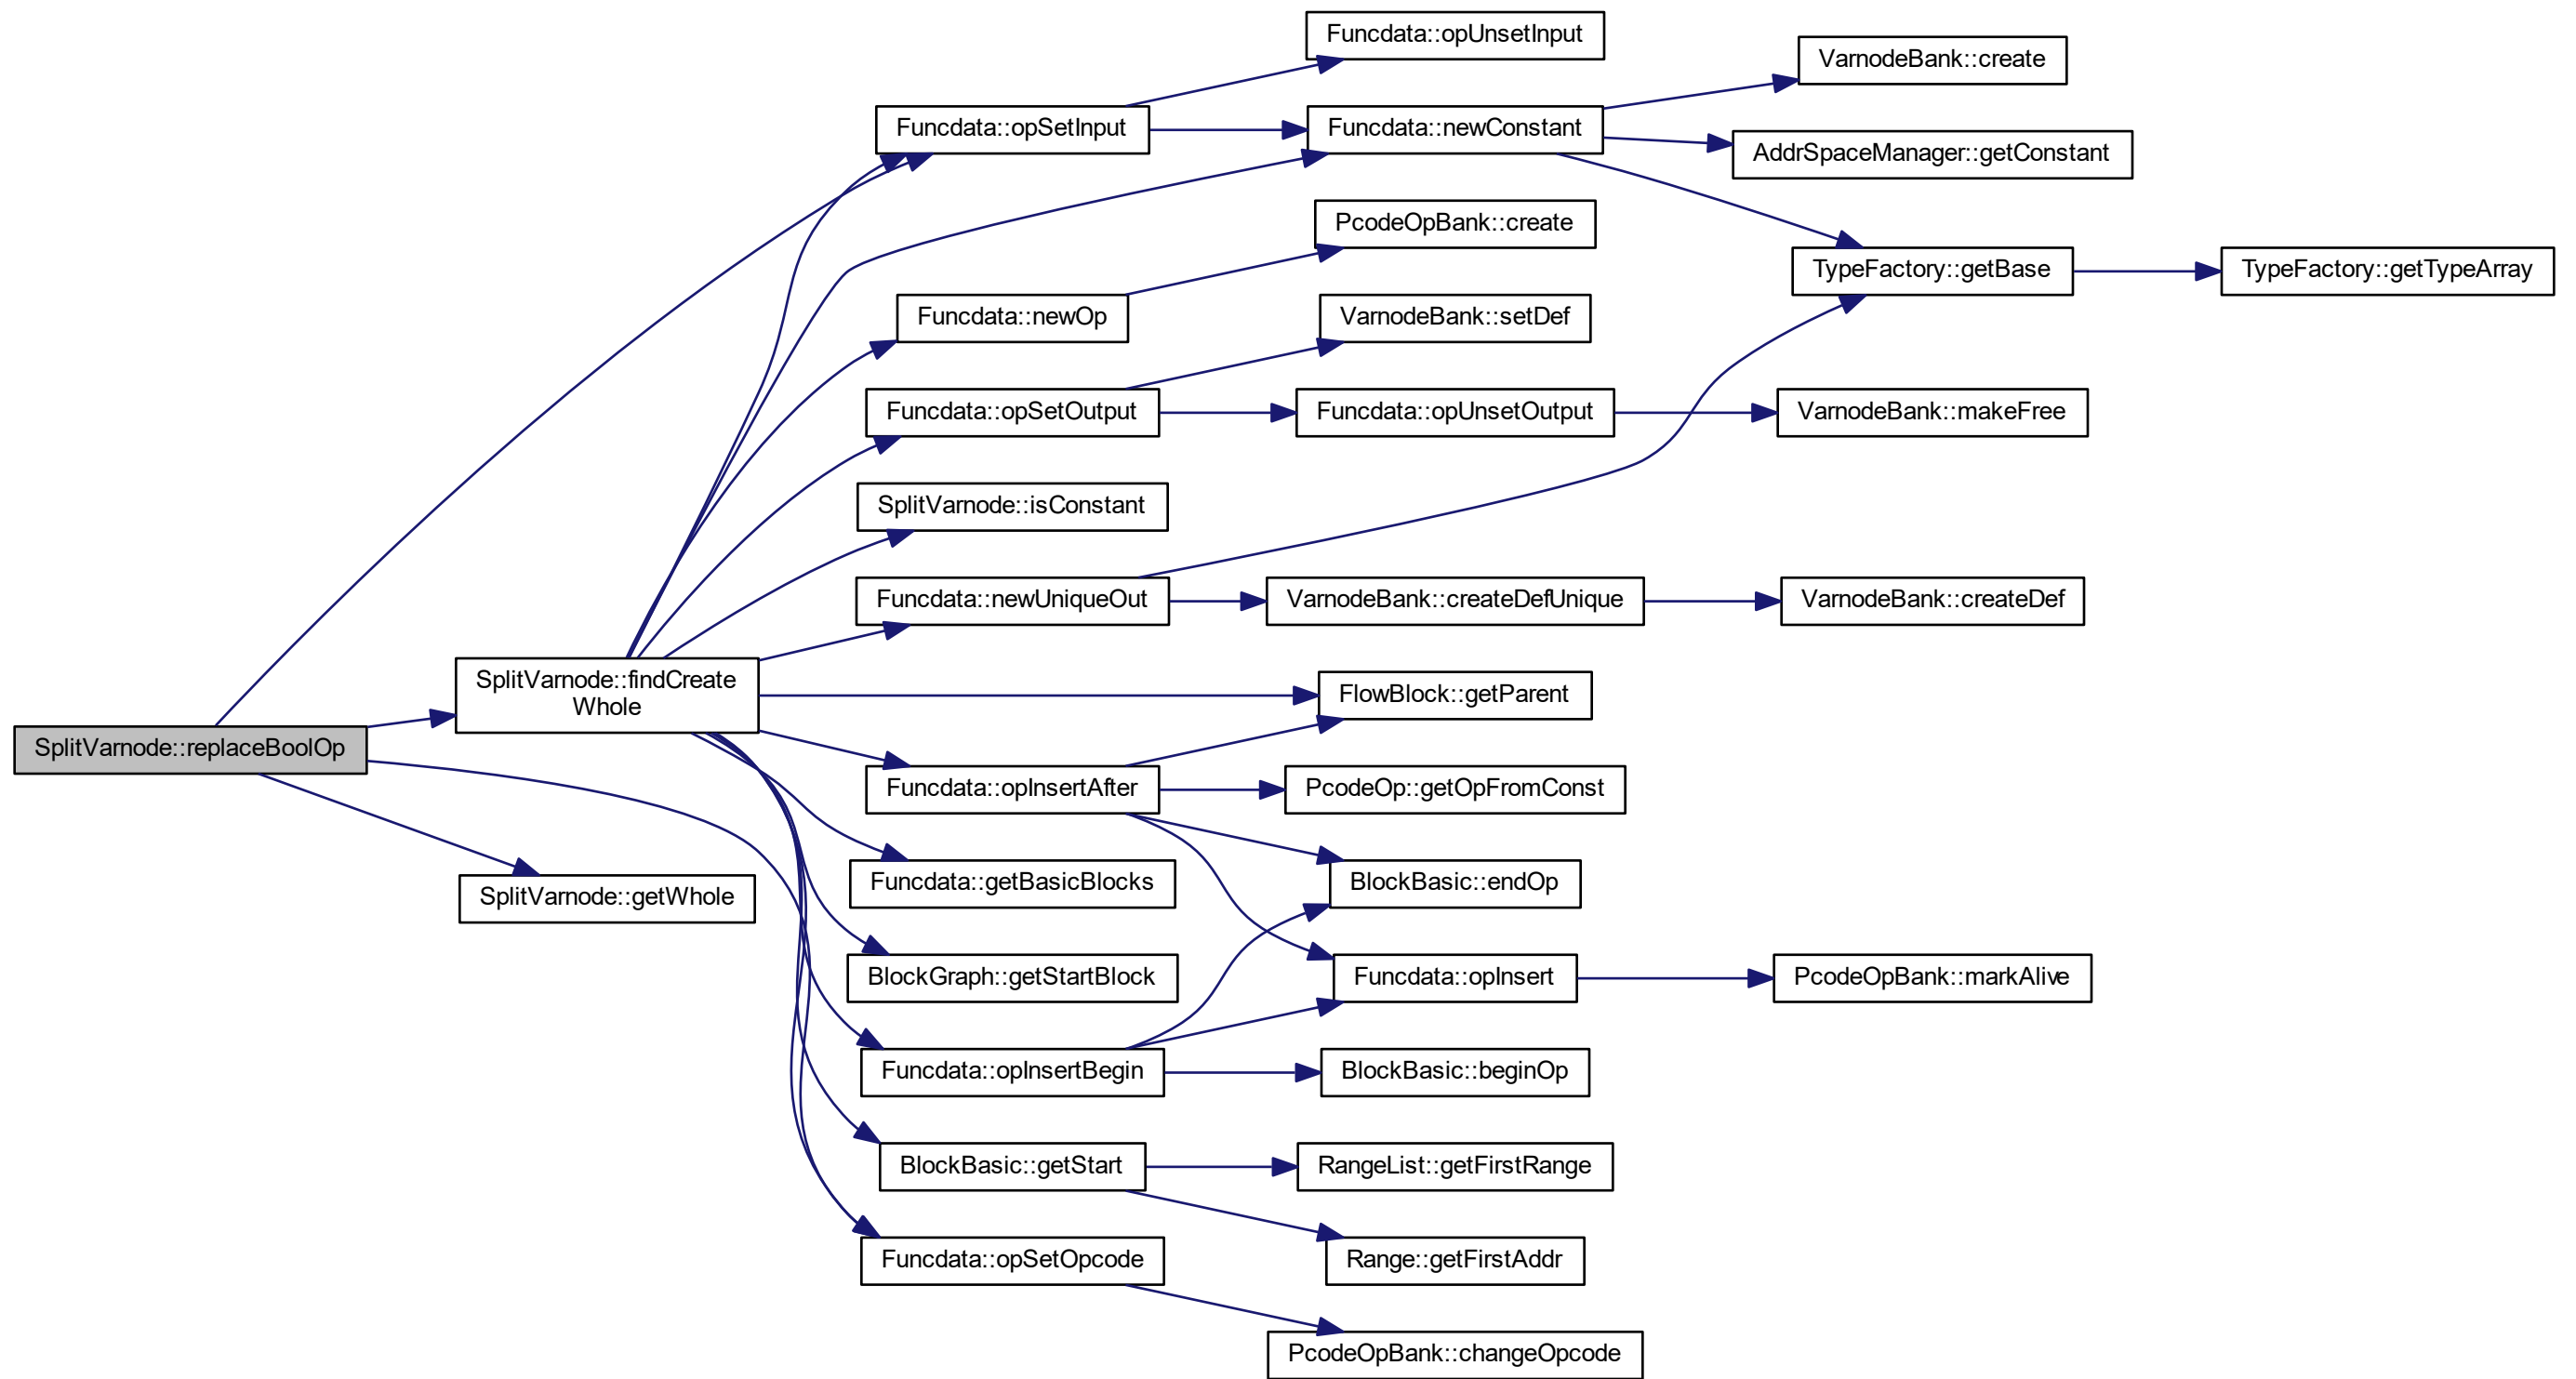 Funcdata::opUnsetInput
VarnodeBank::create
Funcdata::opSetInput
Funcdata::newConstant
AddrSpaceManager::getConstant
PcodeOpBank::create
TypeFactory::getBase
TypeFactory::getTypeArray
Funcdata::newOp
VarnodeBank::setDef
Funcdata::opSetOutput
Funcdata::opUnsetOutput
VarnodeBank::makeFree
SplitVarnode::isConstant
Funcdata::newUniqueOut
VarnodeBank::createDefUnique
VarnodeBank::createDef
SplitVarnode::findCreate
Whole
FlowBlock::getParent
SplitVarnode::replaceBoolOp
Funcdata::opInsertAfter
PcodeOp::getOpFromConst
SplitVarnode::getWhole
Funcdata::getBasicBlocks
BlockBasic::endOp
BlockGraph::getStartBlock
Funcdata::opInsert
PcodeOpBank::markAlive
Funcdata::opInsertBegin
BlockBasic::beginOp
BlockBasic::getStart
RangeList::getFirstRange
Funcdata::opSetOpcode
Range::getFirstAddr
PcodeOpBank::changeOpcode